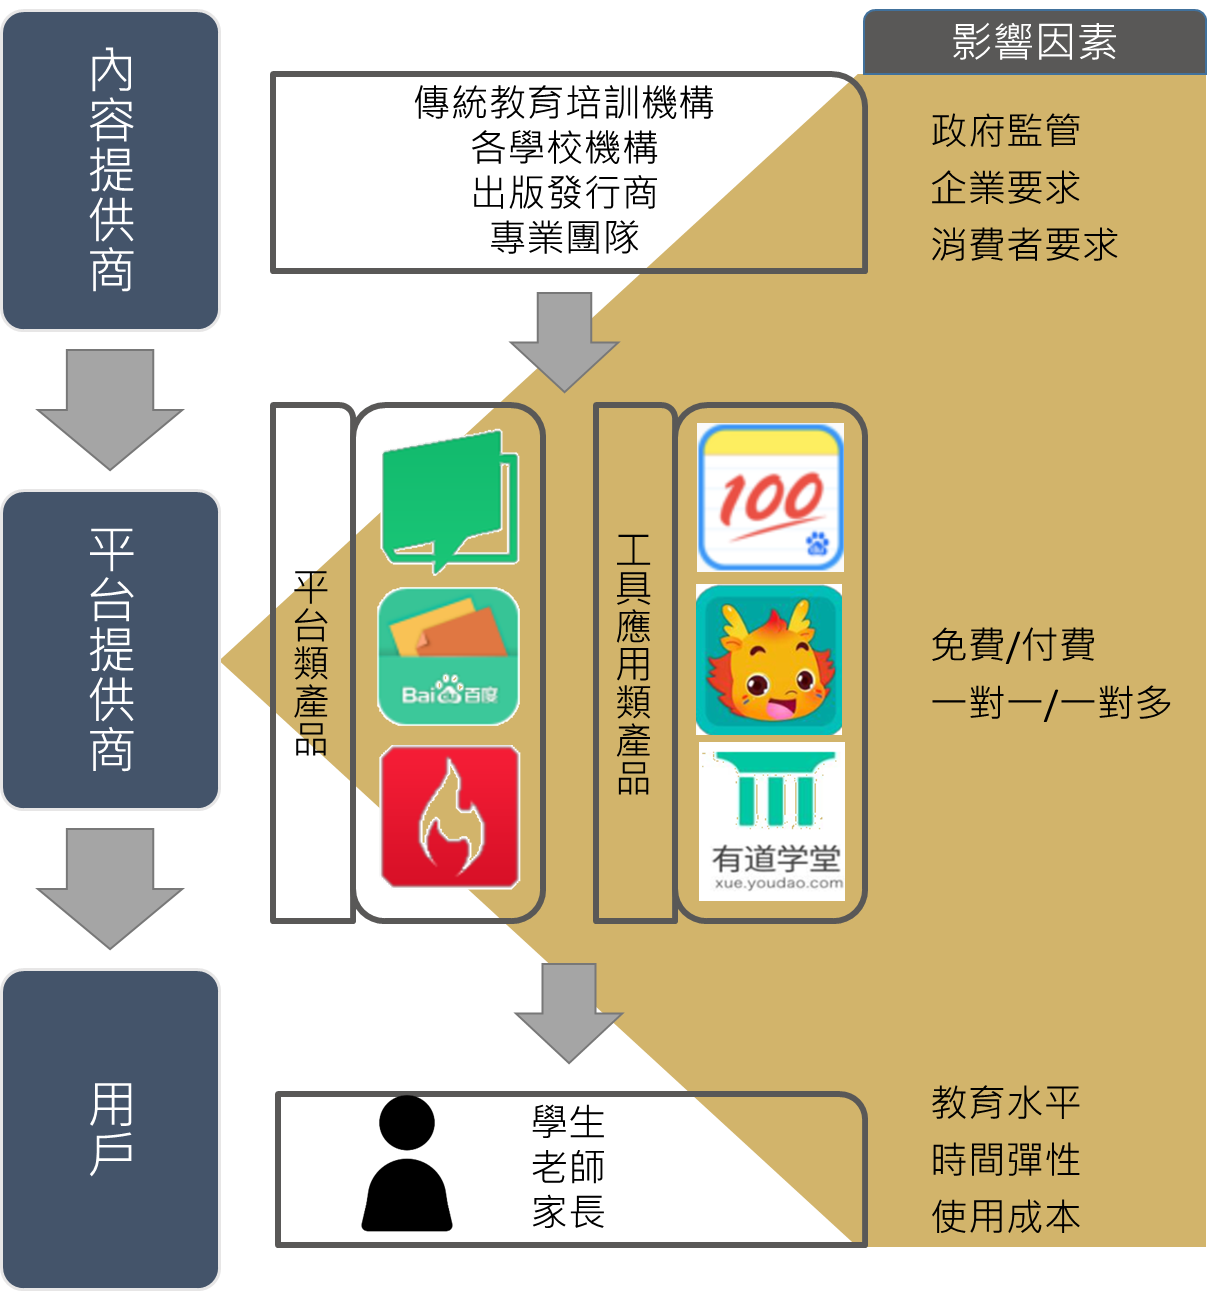 影響因素
內容提供商
傳統教育培訓機構
各學校機構
出版發行商
專業團隊
政府監管
企業要求
消費者要求
平台提供商
平台類產品
Bai 百度
工具應用類產品
100
有道学堂
xue.youdao.com
免費/付費
一對一/一對多
用戶
學生
老師
家長
教育水平
時間彈性
使用成本